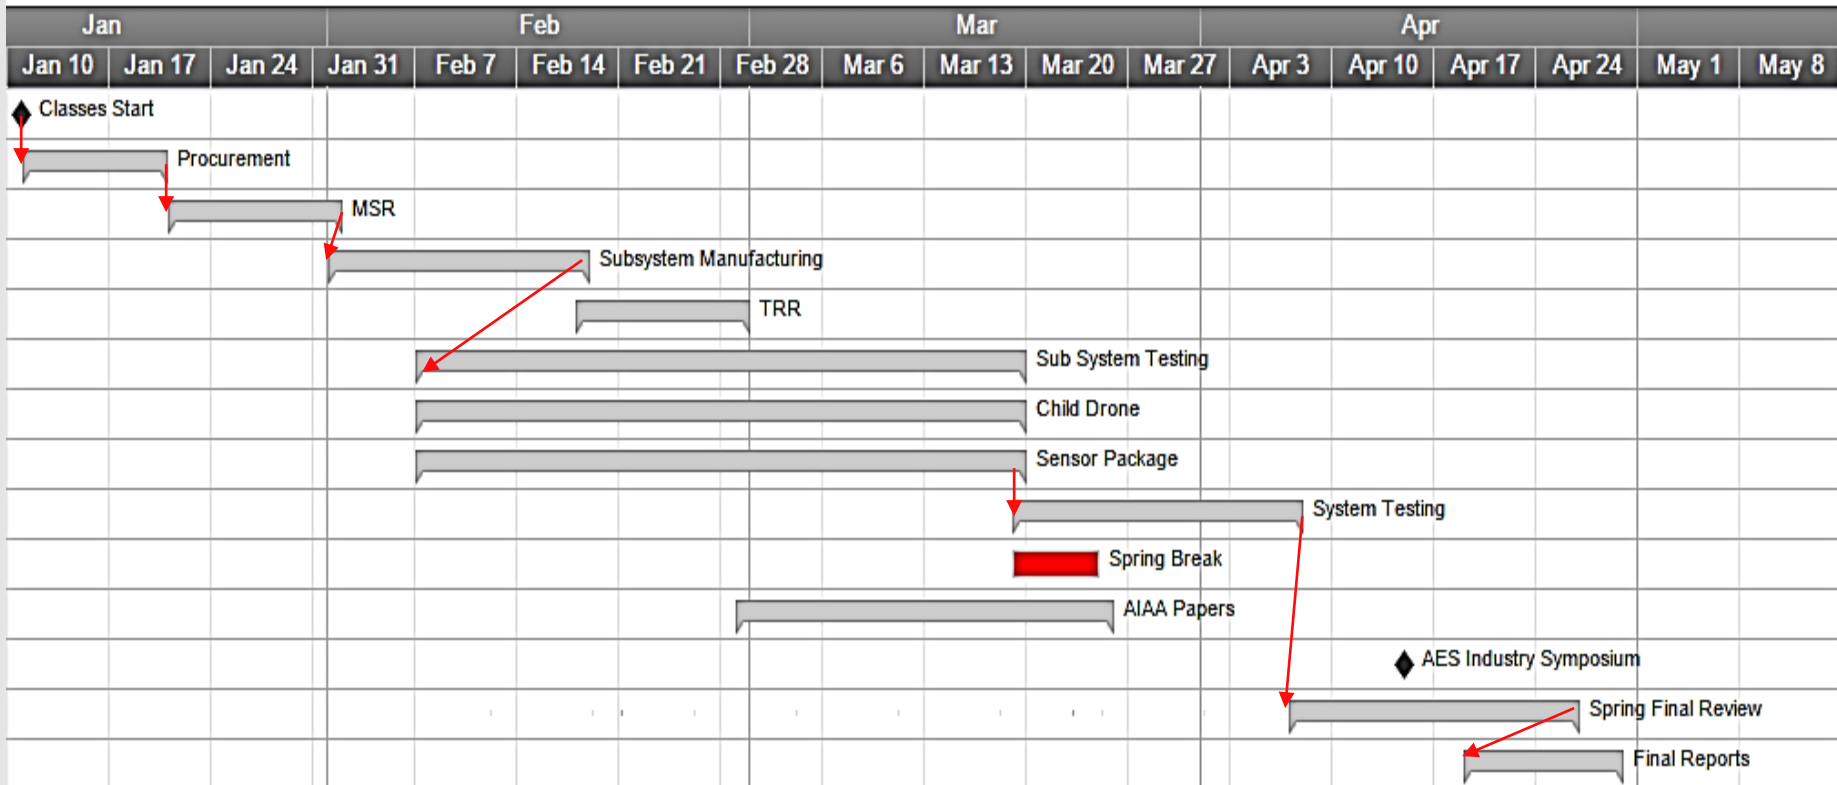 Jan Feb Mar Apr
Jan 10 Jan 17 Jan 24 Jan 31 Feb 7 Feb 14 Feb 21 Feb 28 Mar 6 Mar 13 Mar 20 Mar 27 Apr 3 Apr 10 Apr 17 Apr 24 May 1 May 8
Classes Start
Procurement
MSR
Subsystem Manufacturing
TRR
Sub System Testing
Child Drone
Sensor Package
System Testing
Spring Break
AIAA Papers
AES Industry Symposium
Spring Final Review
Final Reports